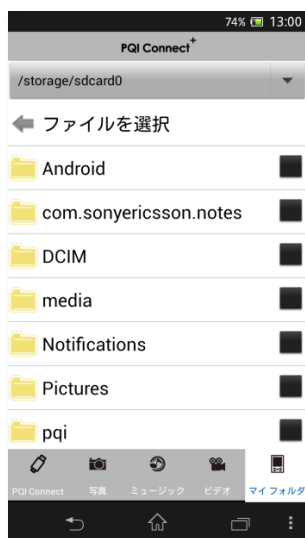 74% 13:00
PQI Connect+
/storage/sdcard0
ファイルを選択
Android
com.sonyericsson.notes
DCIM
media
Notifications
Pictures
pqi
PQI Connect 写真 ミュージック ビデオ マイ フォルダ